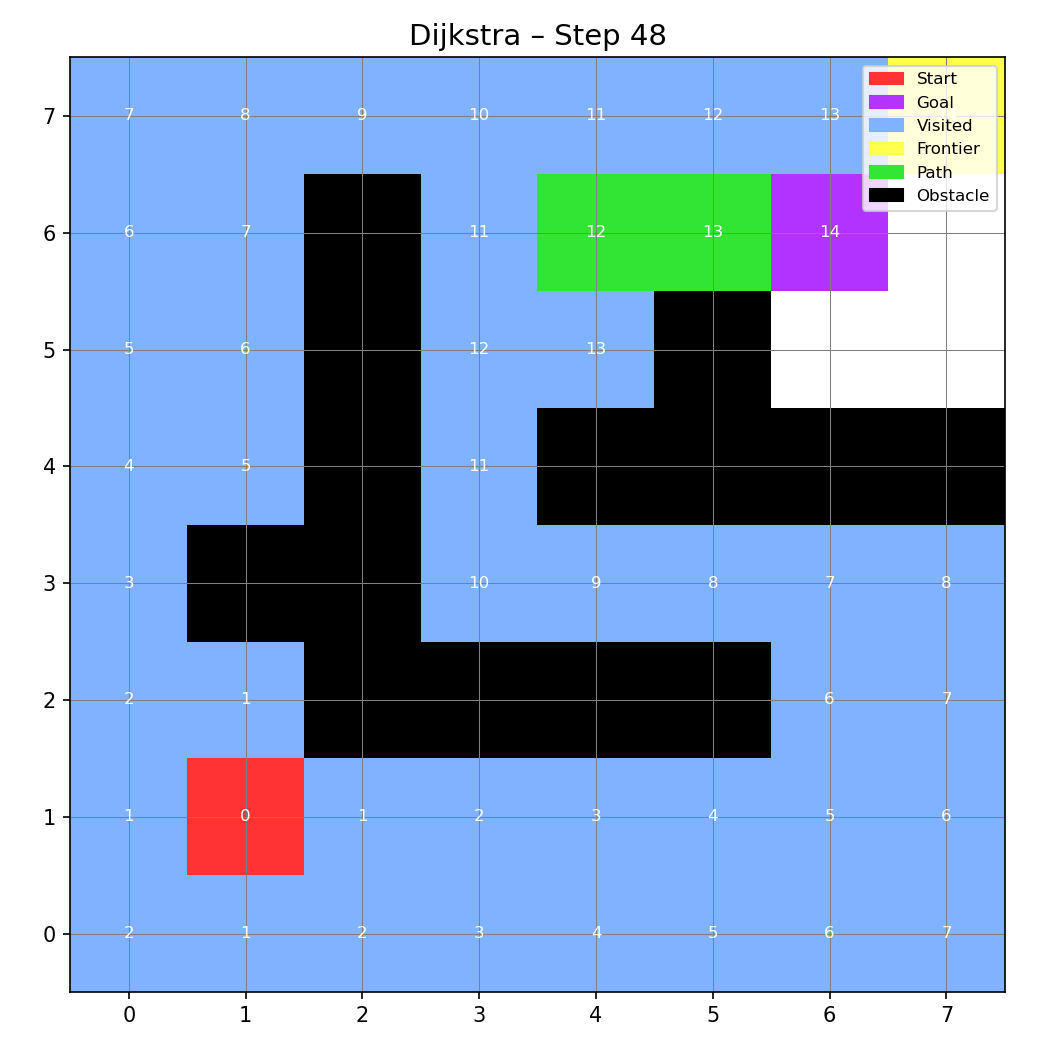 Dijkstra – Step 48
Start
Goal
Visited
Frontier
Path
Obstacle
7 7 8 9 10 11 12 13
6 6 7 11 12 13 14
5 5 6 12 13
4 4 5 11
3 3 10 9 8 7 8
2 2 1 6 7
1 1 0 1 2 3 4 5 6
0 2 1 2 3 4 5 6 7
0 1 2 3 4 5 6 7